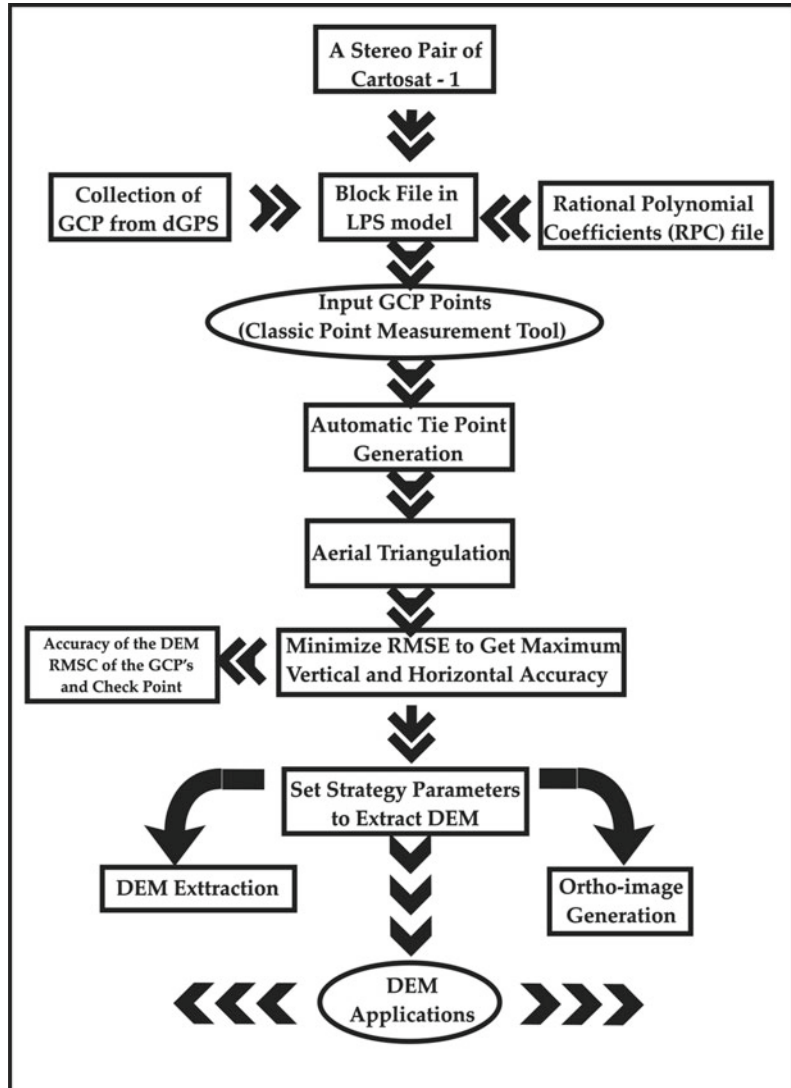 A Stereo Pair of
Cartosat - 1
Collection of
GCP from dGPS
Block File in
LPS model
Rational Polynomial
Coefficients (RPC) file
Input GCP Points
(Classic Point Measurement Tool)
Automatic Tie Point
Generation
Aerial Triangulation
Accuracy of the DEM
RMSC of the GCP's
and Check Point
Minimize RMSE to Get Maximum
Vertical and Horizontal Accuracy
Set Strategy Parameters
to Extract DEM
DEM Exttraction
Ortho-image
Generation
DEM
Applications